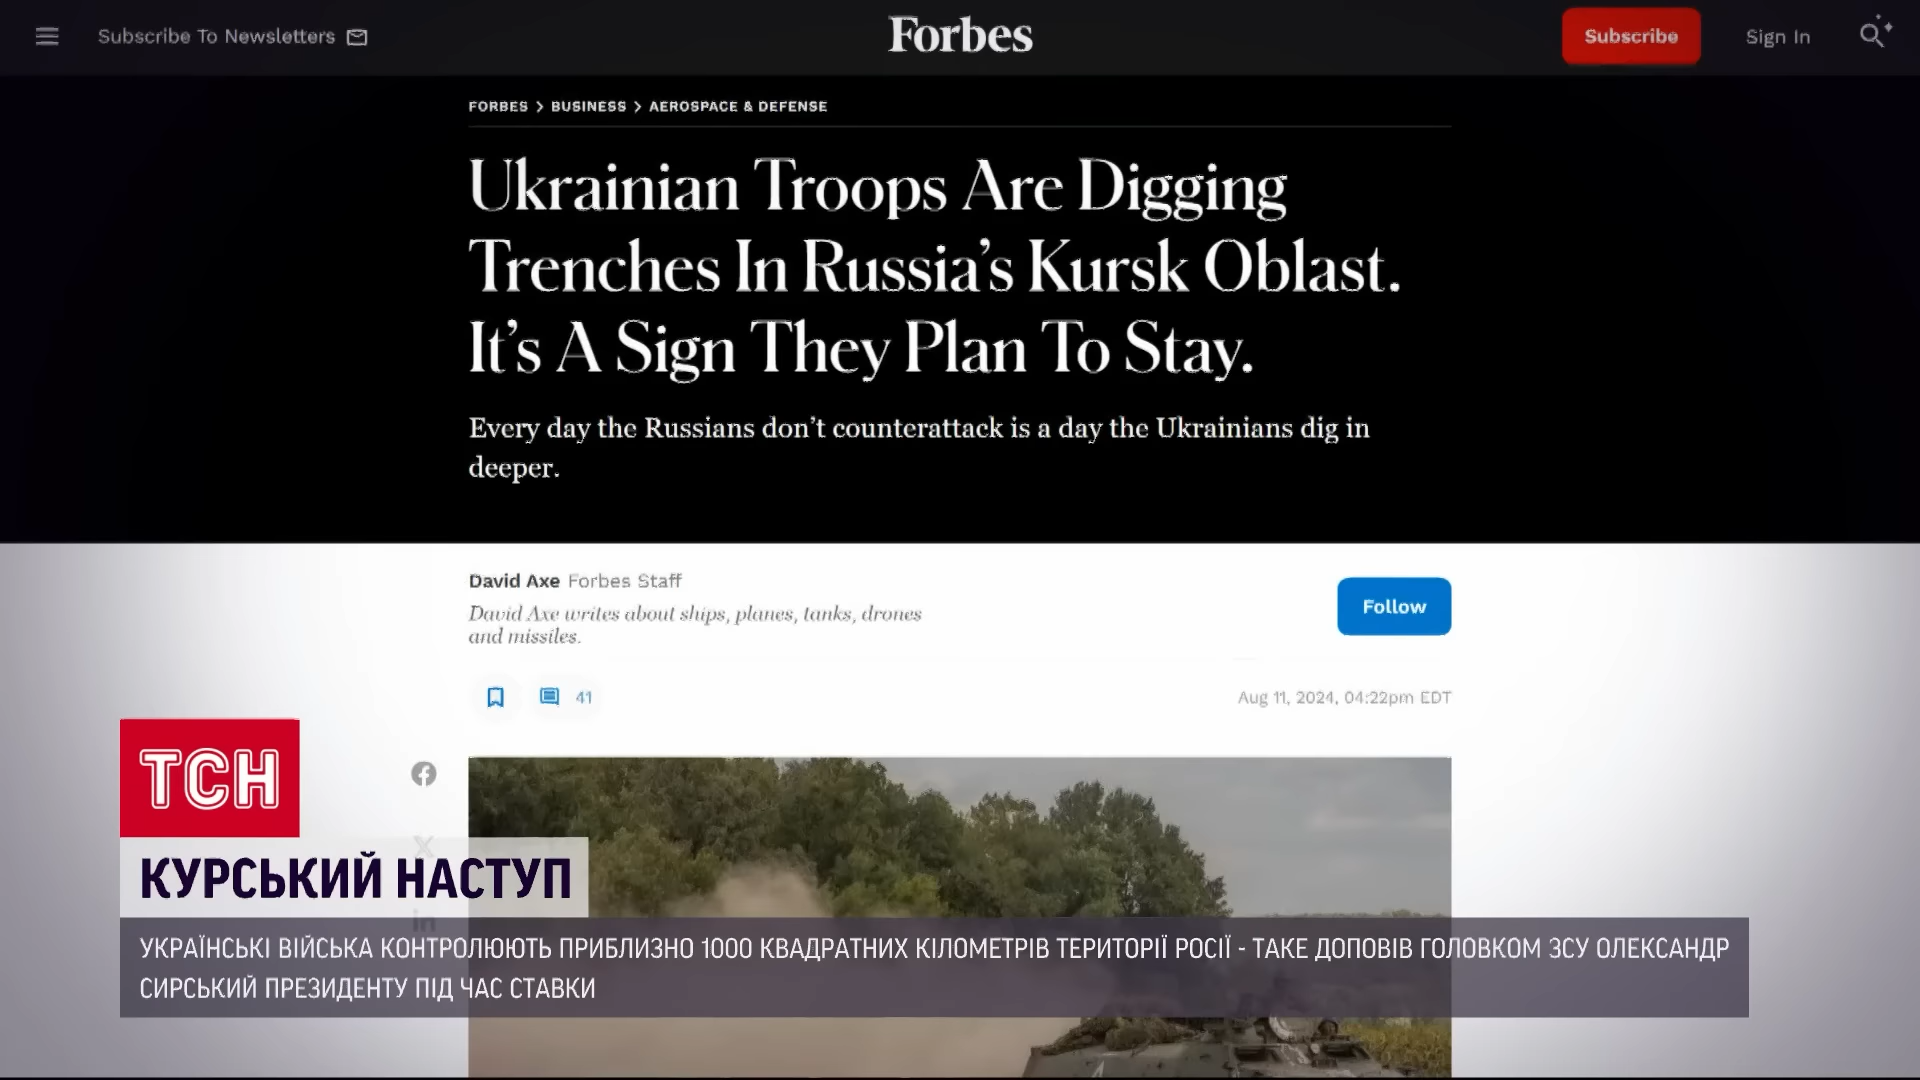 Subscribe To Newsletters
Forbes
Subscribe
Sign In
FORBES > BUSINESS > AEROSPACE & DEFENSE
Ukrainian Troops Are Digging
Trenches In Russia’s Kursk Oblast.
It’s A Sign They Plan To Stay.
Every day the Russians don’t counterattack is a day the Ukrainians dig in
deeper.
David Axe Forbes Staff
David Axe writes about ships, planes, tanks, drones
and missiles.
Follow
41
Aug 11, 2024, 04:22pm EDT
ТСН
КУРСЬКИЙ НАСТУП
УКРАЇНСЬКІ ВІЙСЬКА КОНТРОЛЮЮТЬ ПРИБЛИЗНО 1000 КВАДРАТНИХ КІЛОМЕТРІВ ТЕРИТОРІЇ РОСІЇ - ТАКЕ ДОПОВІВ ГОЛОВКОМ ЗСУ ОЛЕКСАНДР
СИРСЬКИЙ ПРЕЗИДЕНТУ ПІД ЧАС СТАВКИ